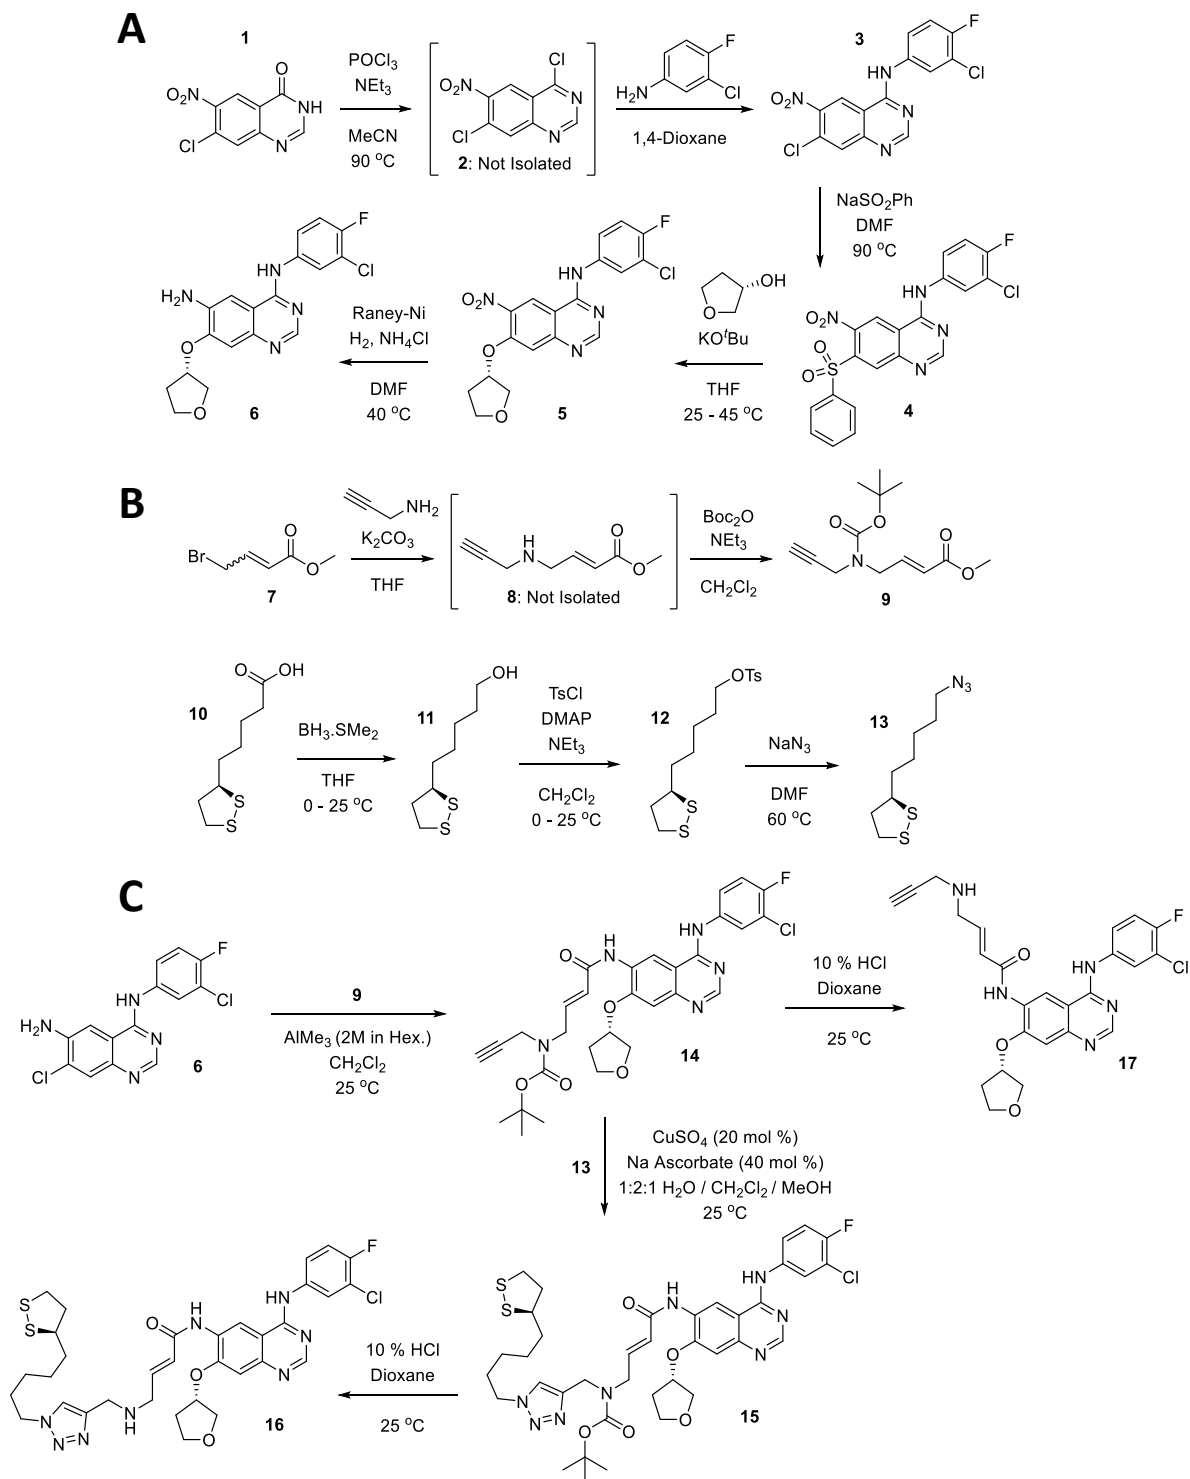 A
1
O
NH
N
O₂N
Cl
POCl₃
NEt₃
MeCN
90 °C
Cl
O₂N
N
N
Cl
2: Not Isolated
F
H₂N
Cl
1,4-Dioxane
3
F
Cl
HN
O₂N
N
N
Cl
NaSO₂Ph
DMF
90 °C
F
Cl
HN
O₂N
N
N
O
O
S
4
OH
O
KOᵗBu
THF
25 - 45 °C
F
Cl
HN
O₂N
N
N
O
O
5
Raney-Ni
H₂, NH₄Cl
DMF
40 °C
F
Cl
HN
H₂N
N
N
O
O
6
B
Br
O
O
7
NH₂
K₂CO₃
THF
H
N
O
O
8: Not Isolated
Boc₂O
NEt₃
CH₂Cl₂
O
O
N
O
O
9
O
OH
10
S
S
BH₃.SMe₂
THF
0 - 25 °C
OH
11
S
S
TsCl
DMAP
NEt₃
CH₂Cl₂
0 - 25 °C
OTs
12
S
S
NaN₃
DMF
60 °C
N₃
13
S
S
C
F
Cl
HN
H₂N
N
N
Cl
6
9
AlMe₃ (2M in Hex.)
CH₂Cl₂
25 °C
F
Cl
HN
H
N
O
N
N
O
O
N
O
O
14
10 % HCl
Dioxane
25 °C
H
N
F
Cl
HN
O
HN
N
N
O
O
17
13
CuSO₄ (20 mol %)
Na Ascorbate (40 mol %)
1:2:1 H₂O / CH₂Cl₂ / MeOH
25 °C
F
Cl
HN
H
N
O
N
N
O
O
S
S
N
N
N
N
O
O
15
10 % HCl
Dioxane
25 °C
F
Cl
HN
H
N
O
N
N
O
O
S
S
N
N
N
N
H
16